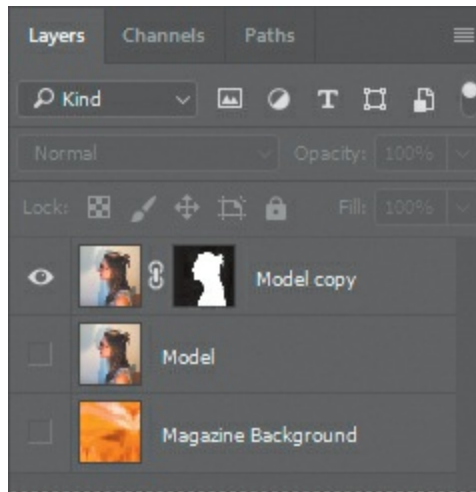 Layers Channels Paths
Kind
Normal Opacity: 100%
Lock: Fill: 100%
Model copy
Model
Magazine Background